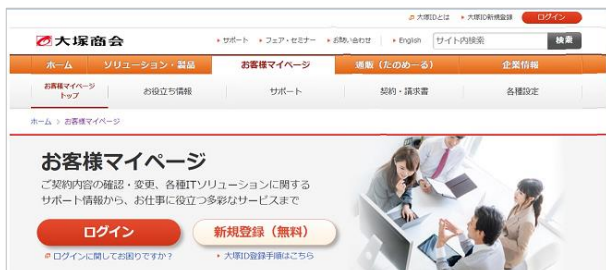 大塚IDとは 大塚ID新規登録 ログイン
大塚商会 サポート フェア・セミナー お問い合わせ English サイト内検索 検索
ホーム ソリューション・製品 お客様マイページ 通販(たのめーる) 企業情報
お客様マイページ
トップ お役立ち情報 サポート 契約・請求書 各種設定
ホーム > お客様マイページ
お客様マイページ
ご契約内容の確認・変更、各種ITソリューションに関する
サポート情報から、お仕事に役立つ多彩なサービスまで
ログイン 新規登録(無料)
ログインに関してお困りですか? 大塚ID登録手順はこちら